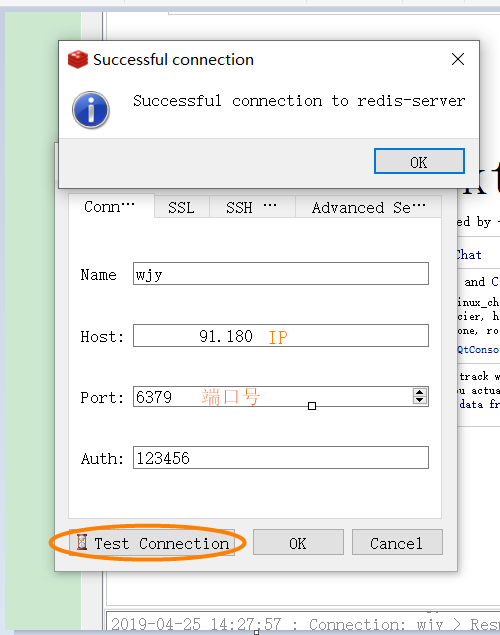 Successful connection
Successful connection to redis-server
OK
ed by
Conn… SSL SSH … Advanced Se…
Chat
and C
Name wjy
inux_ch
cier, h
one, ro
Host: 91.180 IP
QtConso
track w
u actua
Port: 6379 端口号
data fr
Auth: 123456
Test Connection OK Cancel
2019-04-25 14:27:57 : Connection: wjy > Resp